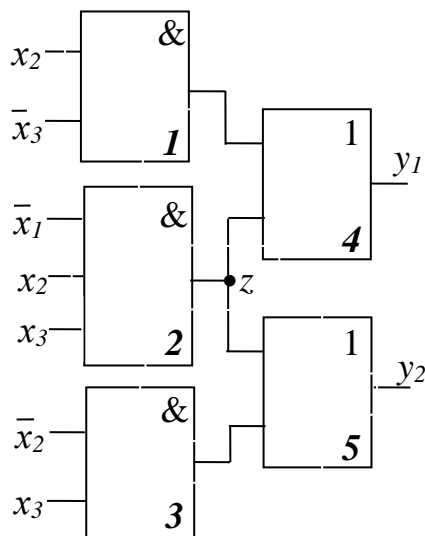 &
x₂
x̄₃
1
1
y₁
4
&
x̄₁
x₂
x₃
2
z
1
y₂
5
&
x̄₂
x₃
3